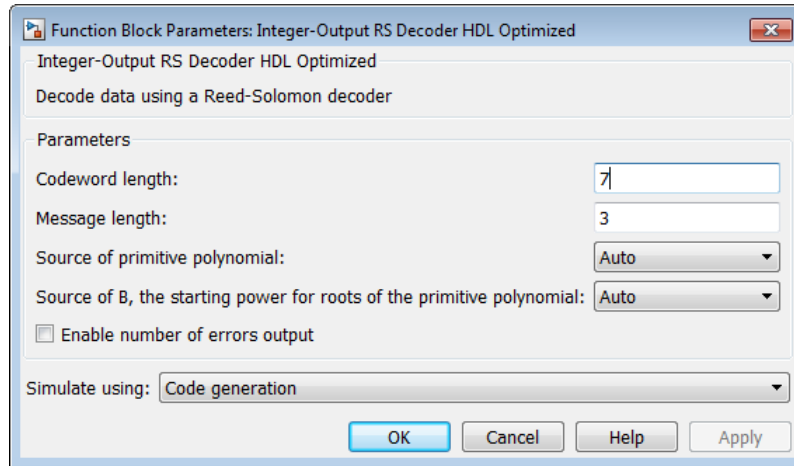 Function Block Parameters: Integer-Output RS Decoder HDL Optimized
Integer-Output RS Decoder HDL Optimized
Decode data using a Reed-Solomon decoder
Parameters
Codeword length: 7
Message length: 3
Source of primitive polynomial: Auto
Source of B, the starting power for roots of the primitive polynomial: Auto
Enable number of errors output
Simulate using: Code generation
OK Cancel Help Apply